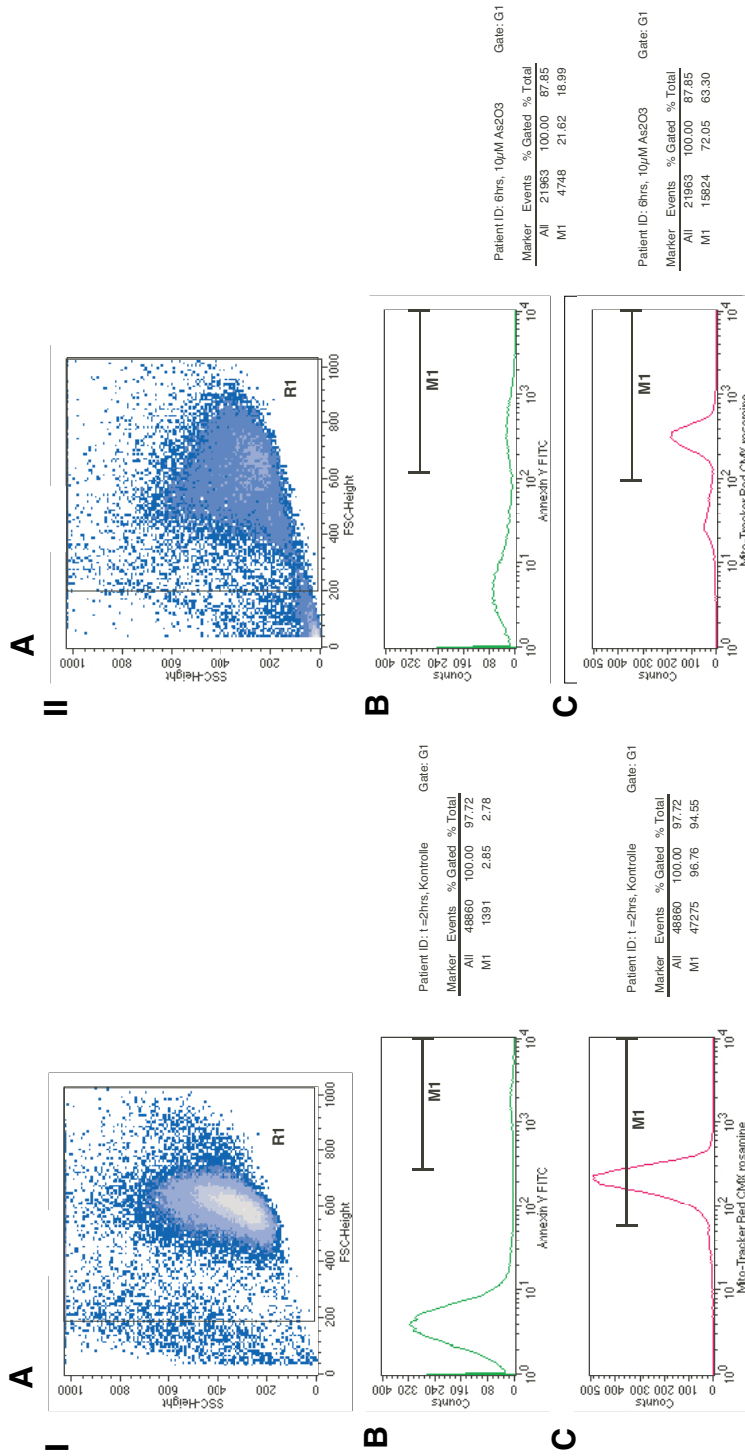 I
A
SSC-Height
1000
800
600
400
200
0
R1
0 200 400 600 800 1000
FSC-Height
B
Counts
400
320
240
160
80
0
M1
10^0 10^1 10^2 10^3 10^4
Annexin Y FITC
Patient ID: t =2hrs, Kontrolle Gate: G1
Marker Events % Gated % Total
All 48860 100.00 97.72
M1 1391 2.85 2.78
C
Counts
500
400
300
200
100
0
M1
10^0 10^1 10^2 10^3 10^4
Mito-Tracker Red CMX rosamine
Patient ID: t =2hrs, Kontrolle Gate: G1
Marker Events % Gated % Total
All 48860 100.00 97.72
M1 47275 96.76 94.55
II
A
SSC-Height
1000
800
600
400
200
0
R1
0 200 400 600 800 1000
FSC-Height
B
Counts
400
320
240
160
80
0
M1
10^0 10^1 10^2 10^3 10^4
Annexin Y FITC
Patient ID: 6hrs, 10µM As2O3 Gate: G1
Marker Events % Gated % Total
All 21963 100.00 87.85
M1 4748 21.62 18.99
C
Counts
500
400
300
200
100
0
M1
10^0 10^1 10^2 10^3 10^4
Mito-Tracker Red CMX rosamine
Patient ID: 6hrs, 10µM As2O3 Gate: G1
Marker Events % Gated % Total
All 21963 100.00 87.85
M1 15824 72.05 63.30